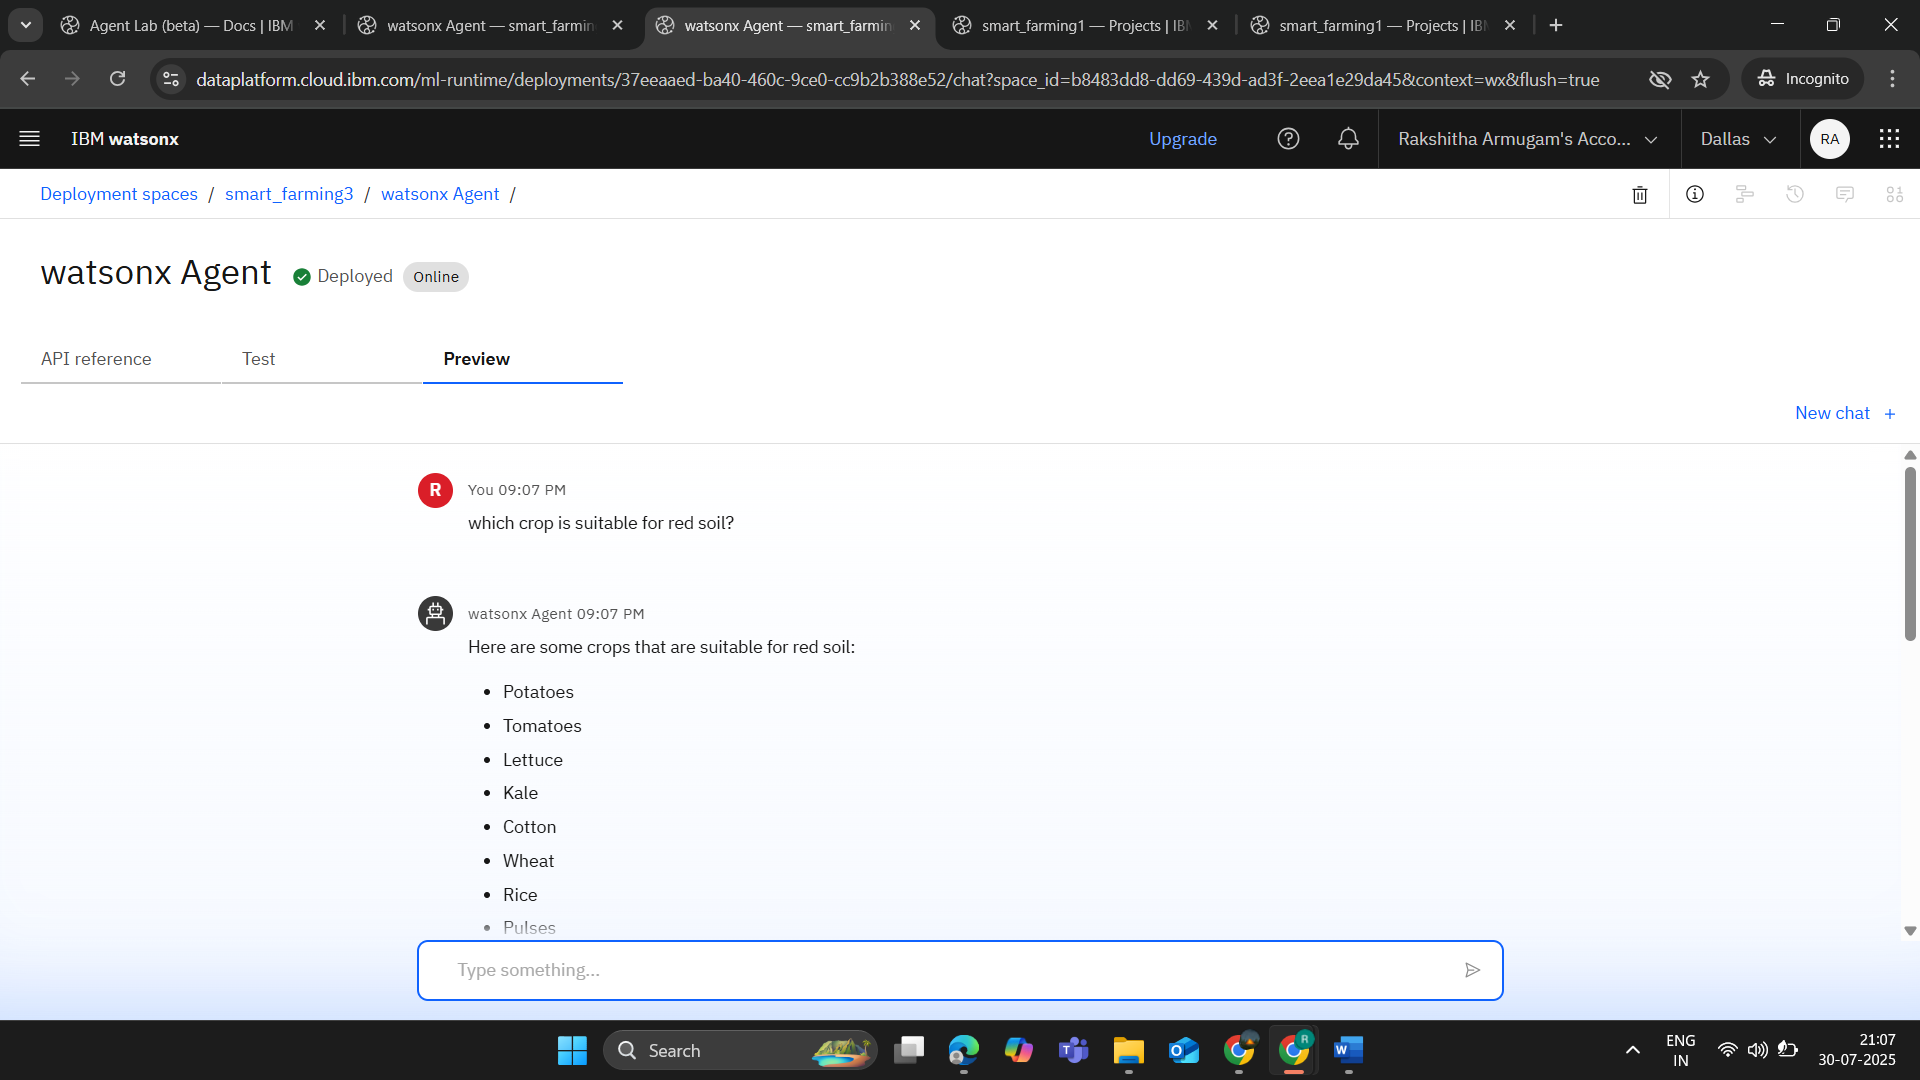 Agent Lab (beta) — Docs | IBM
watsonx Agent — smart_farmin
watsonx Agent — smart_farmin
smart_farming1 — Projects | IBM
smart_farming1 — Projects | IBM
dataplatform.cloud.ibm.com/ml-runtime/deployments/37eeaaed-ba40-460c-9ce0-cc9b2b388e52/chat?space_id=b8483dd8-dd69-439d-ad3f-2eea1e29da45&context=wx&flush=true
Incognito
IBM watsonx
Upgrade
Rakshitha Armugam's Acco...
Dallas
RA
Deployment spaces / smart_farming3 / watsonx Agent /
watsonx Agent
Deployed
Online
API reference
Test
Preview
New chat +
R
You 09:07 PM
which crop is suitable for red soil?
watsonx Agent 09:07 PM
Here are some crops that are suitable for red soil:
• Potatoes
• Tomatoes
• Lettuce
• Kale
• Cotton
• Wheat
• Rice
• Pulses
Type something...
Search
ENG
IN
21:07
30-07-2025